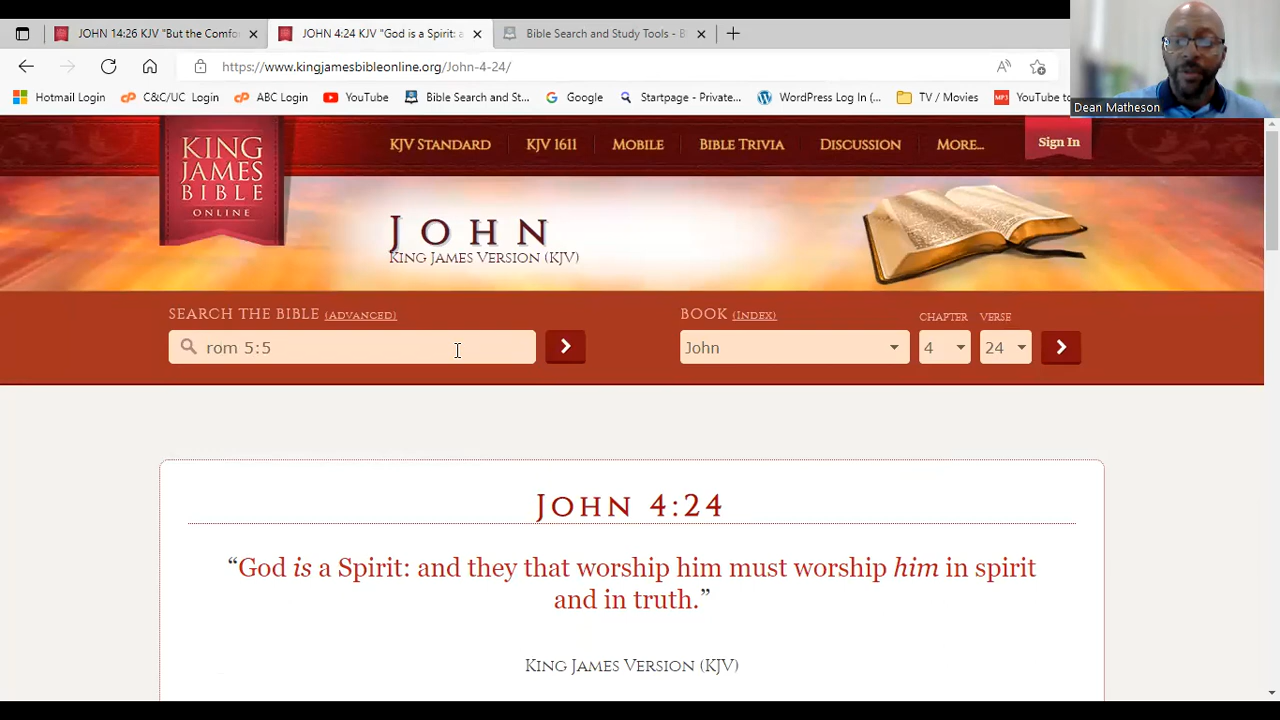 JOHN 14:26 KJV "But the Comfo
JOHN 4:24 KJV "God is a Spirit: a
Bible Search and Study Tools - B
https://www.kingjamesbibleonline.org/John-4-24/
Hotmail Login
C&C/UC Login
ABC Login
YouTube
Bible Search and St...
Google
Startpage - Private...
WordPress Log In (...
TV / Movies
MP3
YouTube to
Dean Matheson
KING
JAMES
BIBLE
ONLINE
KJV STANDARD
KJV 1611
MOBILE
BIBLE TRIVIA
DISCUSSION
MORE...
Sign In
JOHN
KING JAMES VERSION (KJV)
SEARCH THE BIBLE (ADVANCED)
rom 5:5
BOOK (INDEX)
CHAPTER
VERSE
John
4
24
JOHN 4:24
“God is a Spirit: and they that worship him must worship him in spirit
and in truth.”
KING JAMES VERSION (KJV)